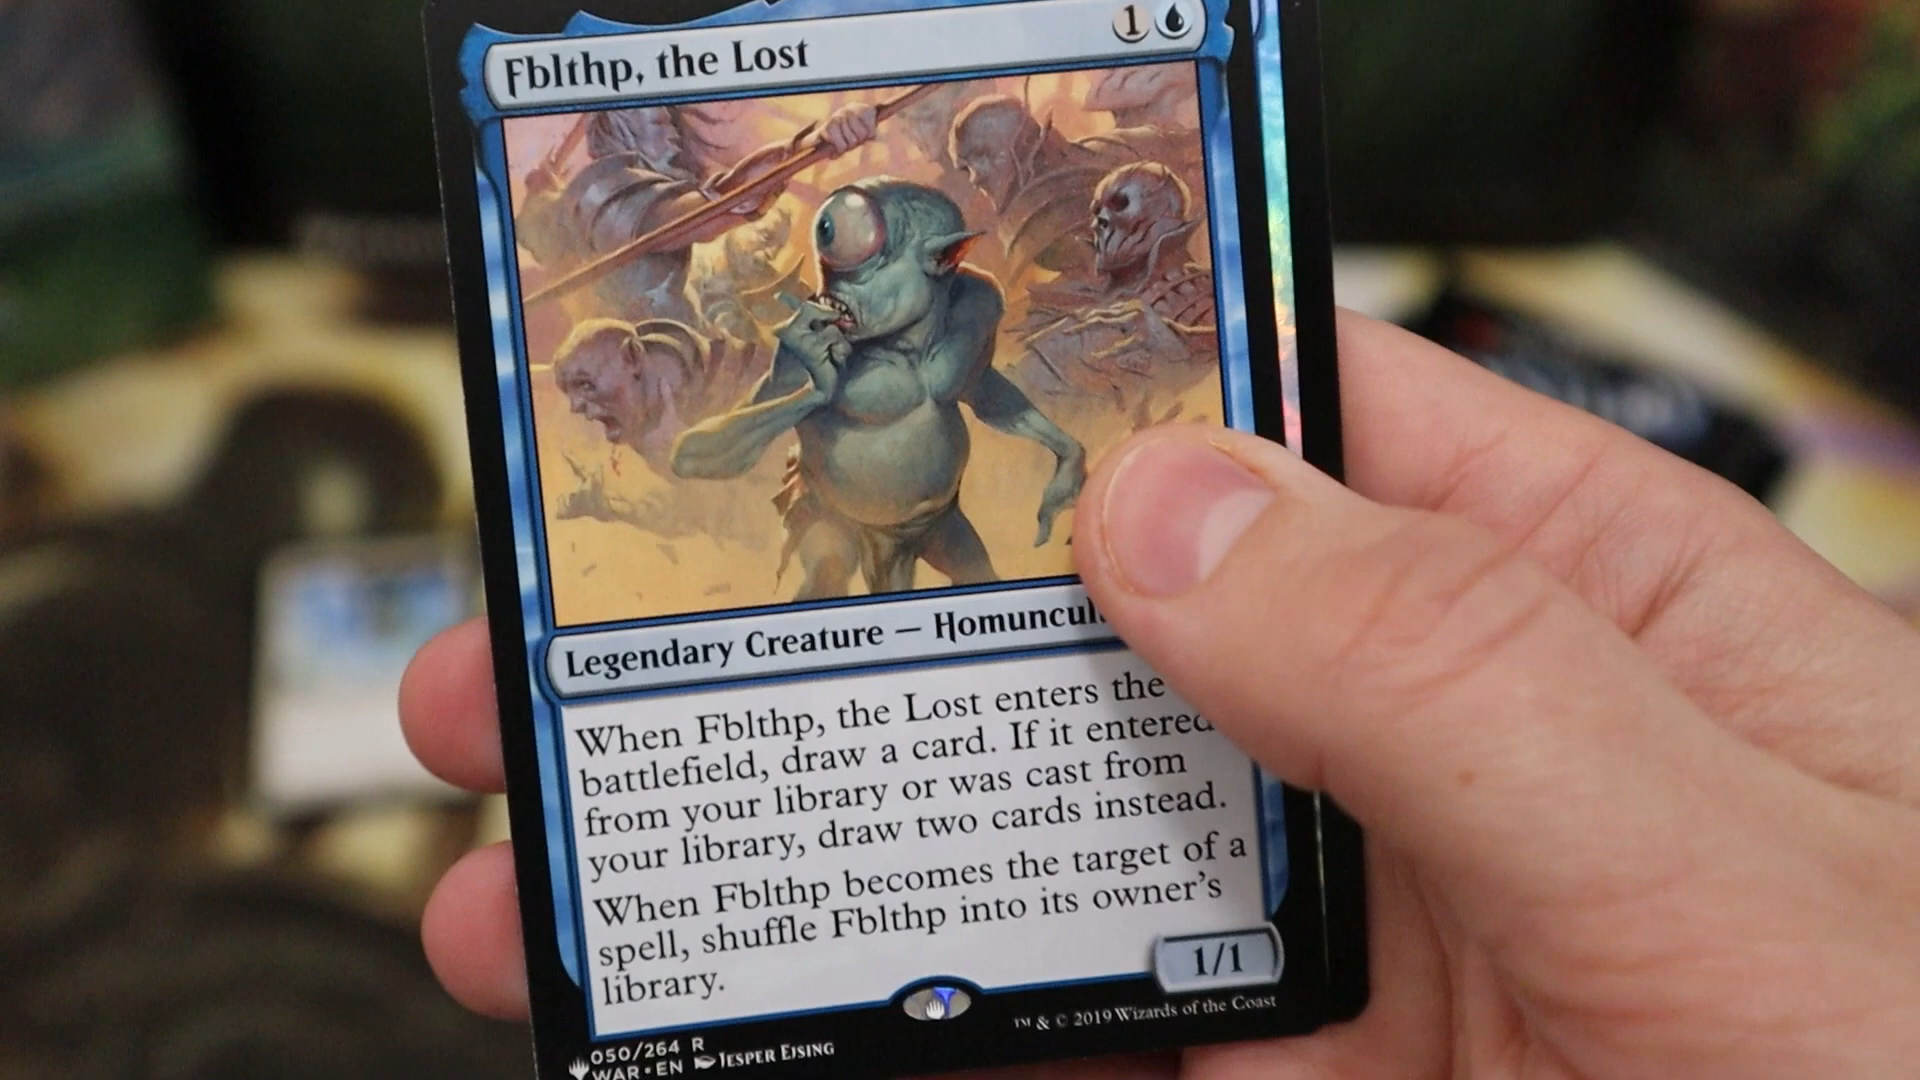 Fblthp, the Lost
1
Legendary Creature — Homuncul
When Fblthp, the Lost enters the
battlefield, draw a card. If it entered
from your library or was cast from
your library, draw two cards instead.
When Fblthp becomes the target of a
spell, shuffle Fblthp into its owner's
library.
1/1
™ & © 2019 Wizards of the Coast
050/264 R
WAR • EN JESPER EJSING